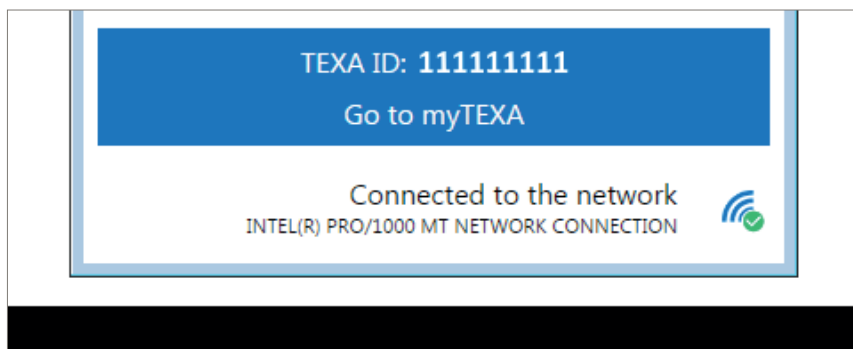 TEXA ID: 111111111
Go to myTEXA
Connected to the network
INTEL(R) PRO/1000 MT NETWORK CONNECTION